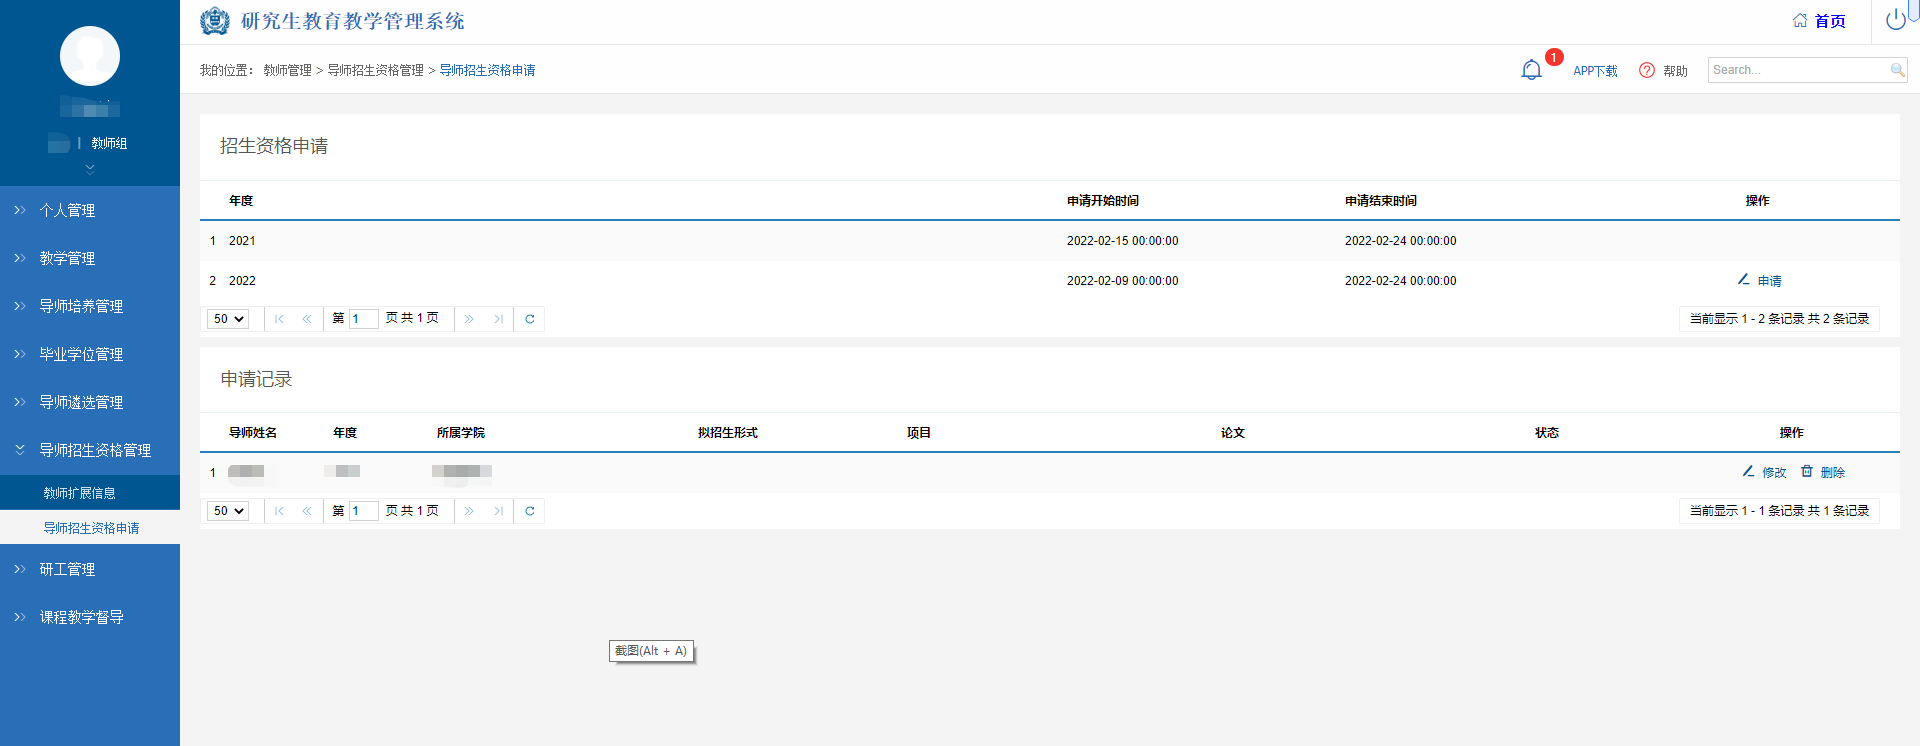 研究生教育教学管理系统
首页
我的位置： 教师管理 > 导师招生资格管理 > 导师招生资格申请
1
APP下载
帮助
Search...
教师组
个人管理
教学管理
导师培养管理
毕业学位管理
导师遴选管理
导师招生资格管理
教师扩展信息
导师招生资格申请
研工管理
课程教学督导
招生资格申请
年度 申请开始时间 申请结束时间 操作
1 2021 2022-02-15 00:00:00 2022-02-24 00:00:00
2 2022 2022-02-09 00:00:00 2022-02-24 00:00:00 申请
50 第 1 页 共 1 页 当前显示 1 - 2 条记录 共 2 条记录
申请记录
导师姓名 年度 所属学院 拟招生形式 项目 论文 状态 操作
1 修改 删除
50 第 1 页 共 1 页 当前显示 1 - 1 条记录 共 1 条记录
截图(Alt + A)